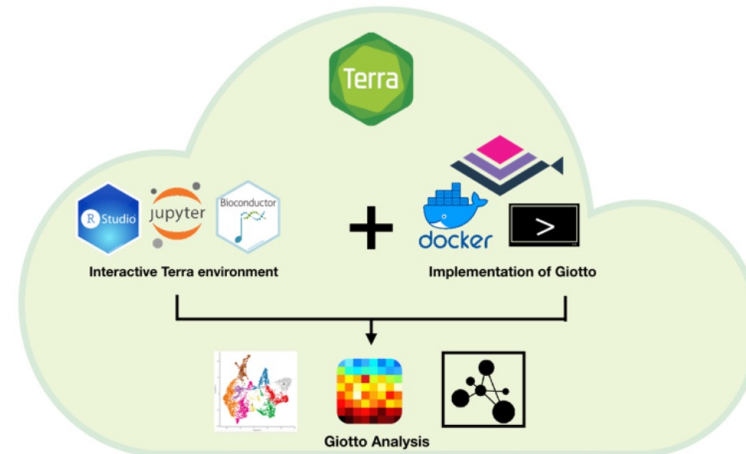 Terra
R Studio
jupyter
Bioconductor
docker
>
Interactive Terra environment
Implementation of Giotto
Giotto Analysis